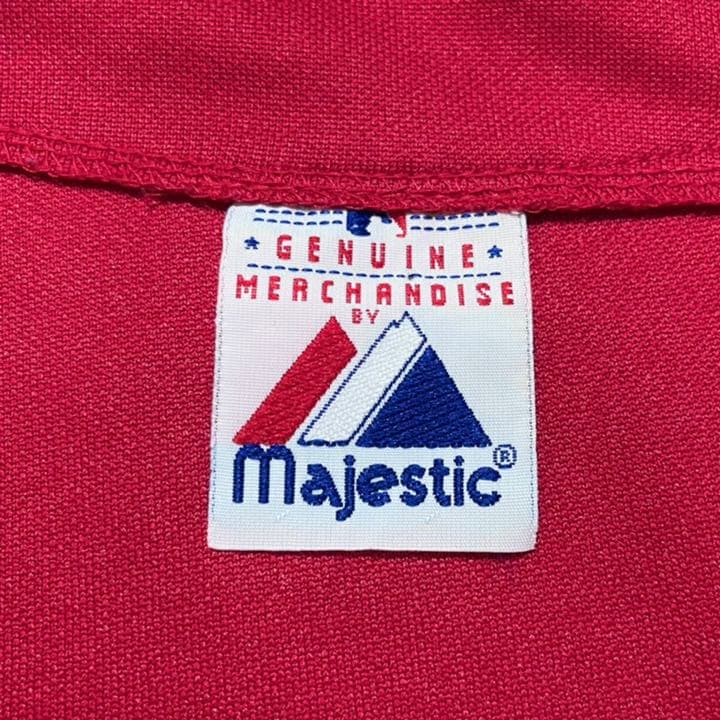 ★ GENUINE ★
MERCHANDISE
BY
Majestic®